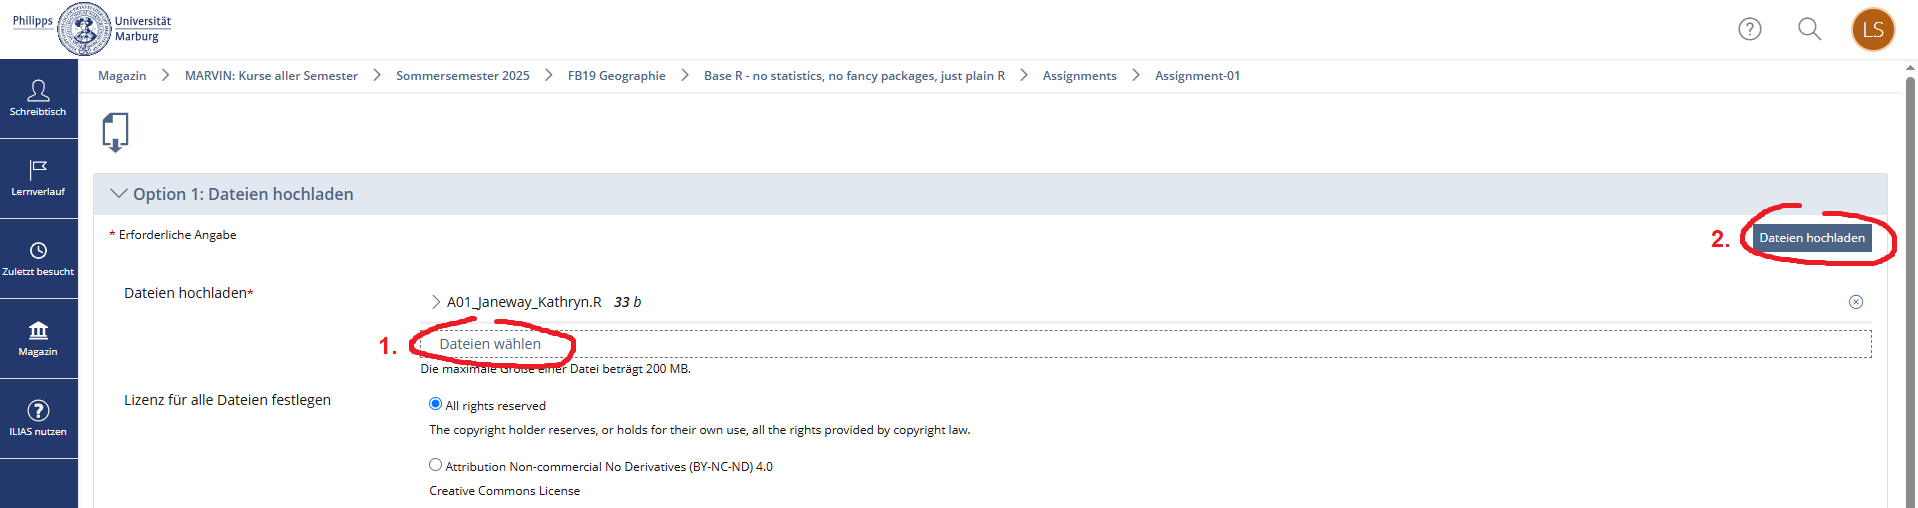 Philipps Universität
Marburg
LS
Magazin MARVIN: Kurse aller Semester Sommersemester 2025 FB19 Geographie Base R - no statistics, no fancy packages, just plain R Assignments Assignment-01
Schreibtisch
Lernverlauf
Zuletzt besucht
Magazin
ILIAS nutzen
Option 1: Dateien hochladen
* Erforderliche Angabe
2. Dateien hochladen
Dateien hochladen*
A01_Janeway_Kathryn.R 33 b
1. Dateien wählen
Die maximale Größe einer Datei beträgt 200 MB.
Lizenz für alle Dateien festlegen
All rights reserved
The copyright holder reserves, or holds for their own use, all the rights provided by copyright law.
Attribution Non-commercial No Derivatives (BY-NC-ND) 4.0
Creative Commons License